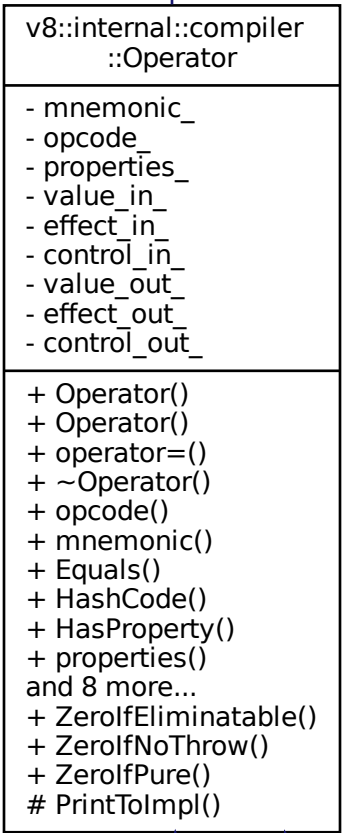 v8::internal::compiler
::Operator
- mnemonic_
- opcode_
- properties_
- value_in_
- effect_in_
- control_in_
- value_out_
- effect_out_
- control_out_
+ Operator()
+ Operator()
+ operator=()
+ ~Operator()
+ opcode()
+ mnemonic()
+ Equals()
+ HashCode()
+ HasProperty()
+ properties()
and 8 more...
+ ZeroIfEliminatable()
+ ZeroIfNoThrow()
+ ZeroIfPure()
# PrintToImpl()